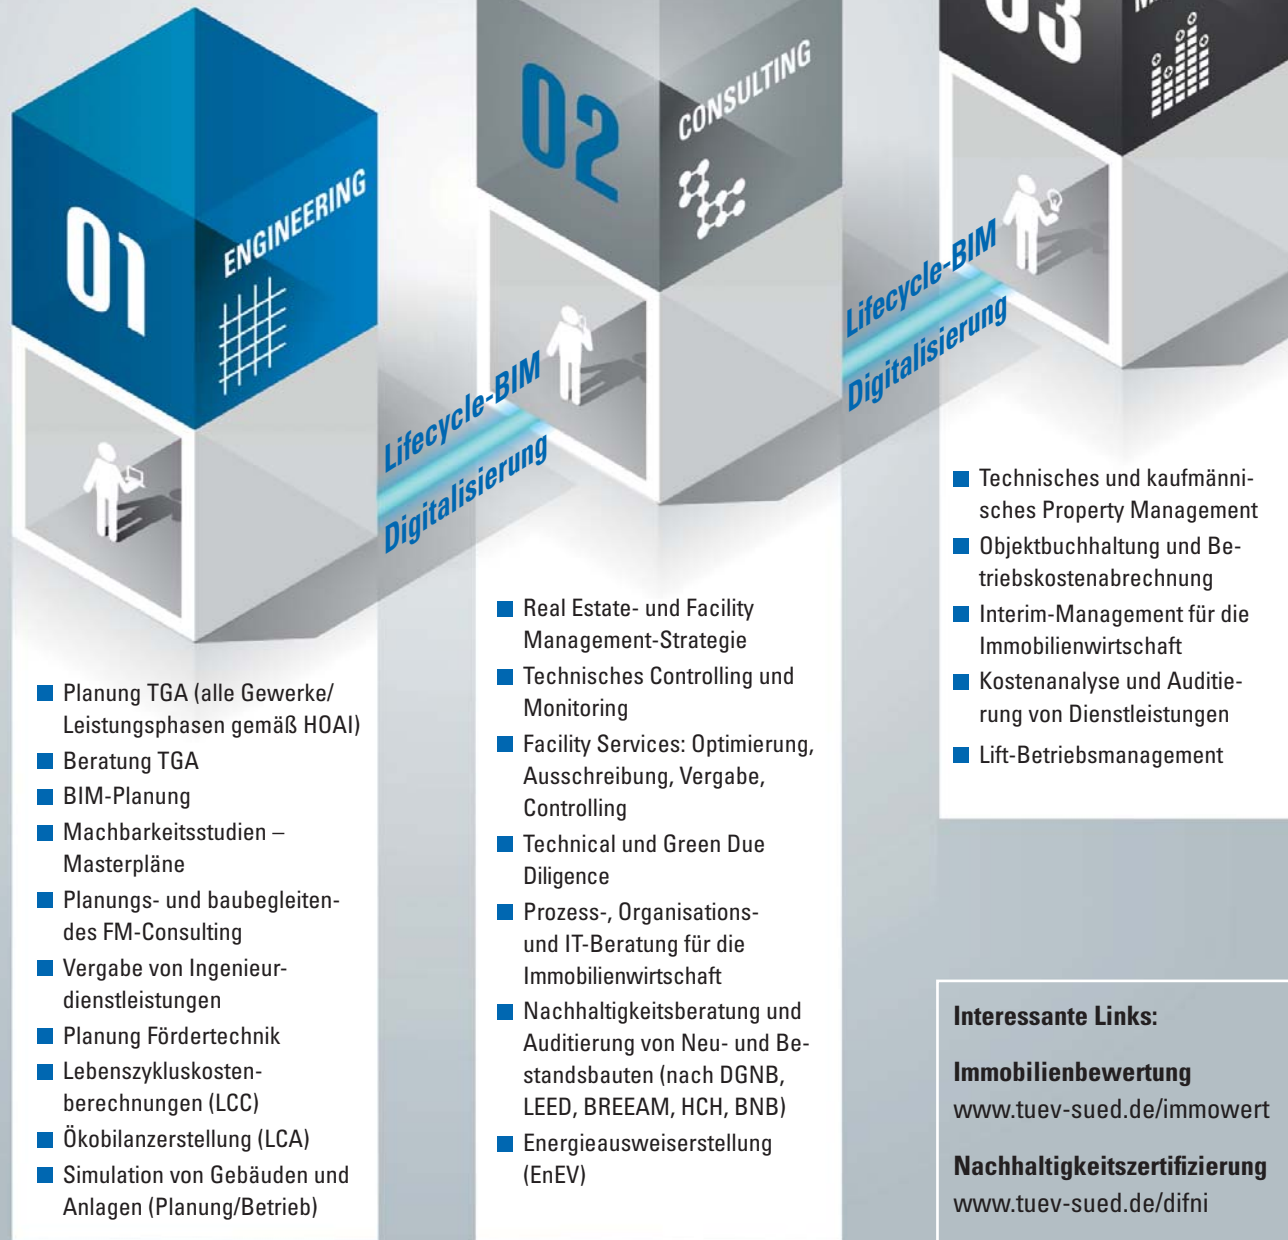 01
ENGINEERING
Planung TGA (alle Gewerke/
Leistungsphasen gemäß HOAI)
Beratung TGA
BIM-Planung
Machbarkeitsstudien –
Masterpläne
Planungs- und baubegleiten-
des FM-Consulting
Vergabe von Ingenieur-
dienstleistungen
Planung Fördertechnik
Lebenszykluskosten-
berechnungen (LCC)
Ökobilanzerstellung (LCA)
Simulation von Gebäuden und
Anlagen (Planung/Betrieb)
Lifecycle-BIM
Digitalisierung
02
CONSULTING
Real Estate- und Facility
Management-Strategie
Technisches Controlling und
Monitoring
Facility Services: Optimierung,
Ausschreibung, Vergabe,
Controlling
Technical und Green Due
Diligence
Prozess-, Organisations-
und IT-Beratung für die
Immobilienwirtschaft
Nachhaltigkeitsberatung und
Auditierung von Neu- und Be-
standsbauten (nach DGNB,
LEED, BREEAM, HCH, BNB)
Energieausweiserstellung
(EnEV)
Lifecycle-BIM
Digitalisierung
03
Technisches und kaufmänni-
sches Property Management
Objektbuchhaltung und Be-
triebskostenabrechnung
Interim-Management für die
Immobilienwirtschaft
Kostenanalyse und Auditie-
rung von Dienstleistungen
Lift-Betriebsmanagement
Interessante Links:
Immobilienbewertung
www.tuev-sued.de/immowert
Nachhaltigkeitszertifizierung
www.tuev-sued.de/difni